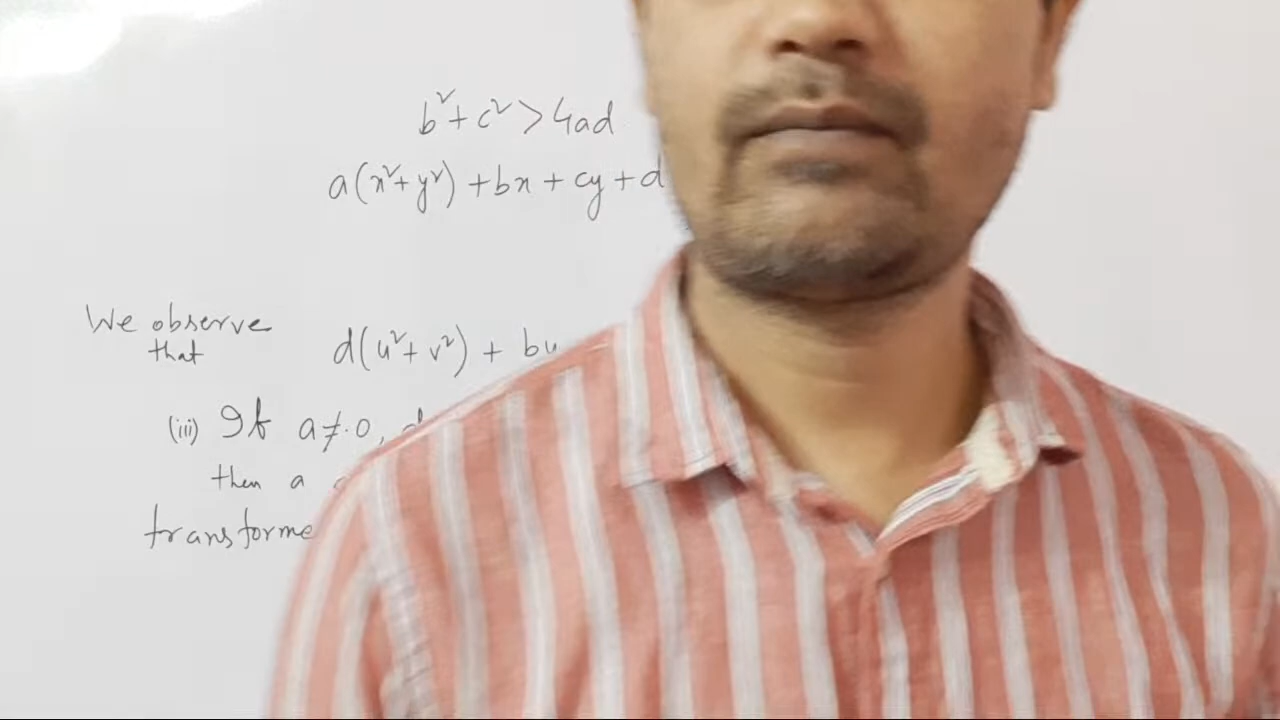 b²+c²>4ad
a(x²+y²)+bx+cy+d
We observe
that
d(u²+v²)+bu
(iii) If a≠0, d
then a
transforme